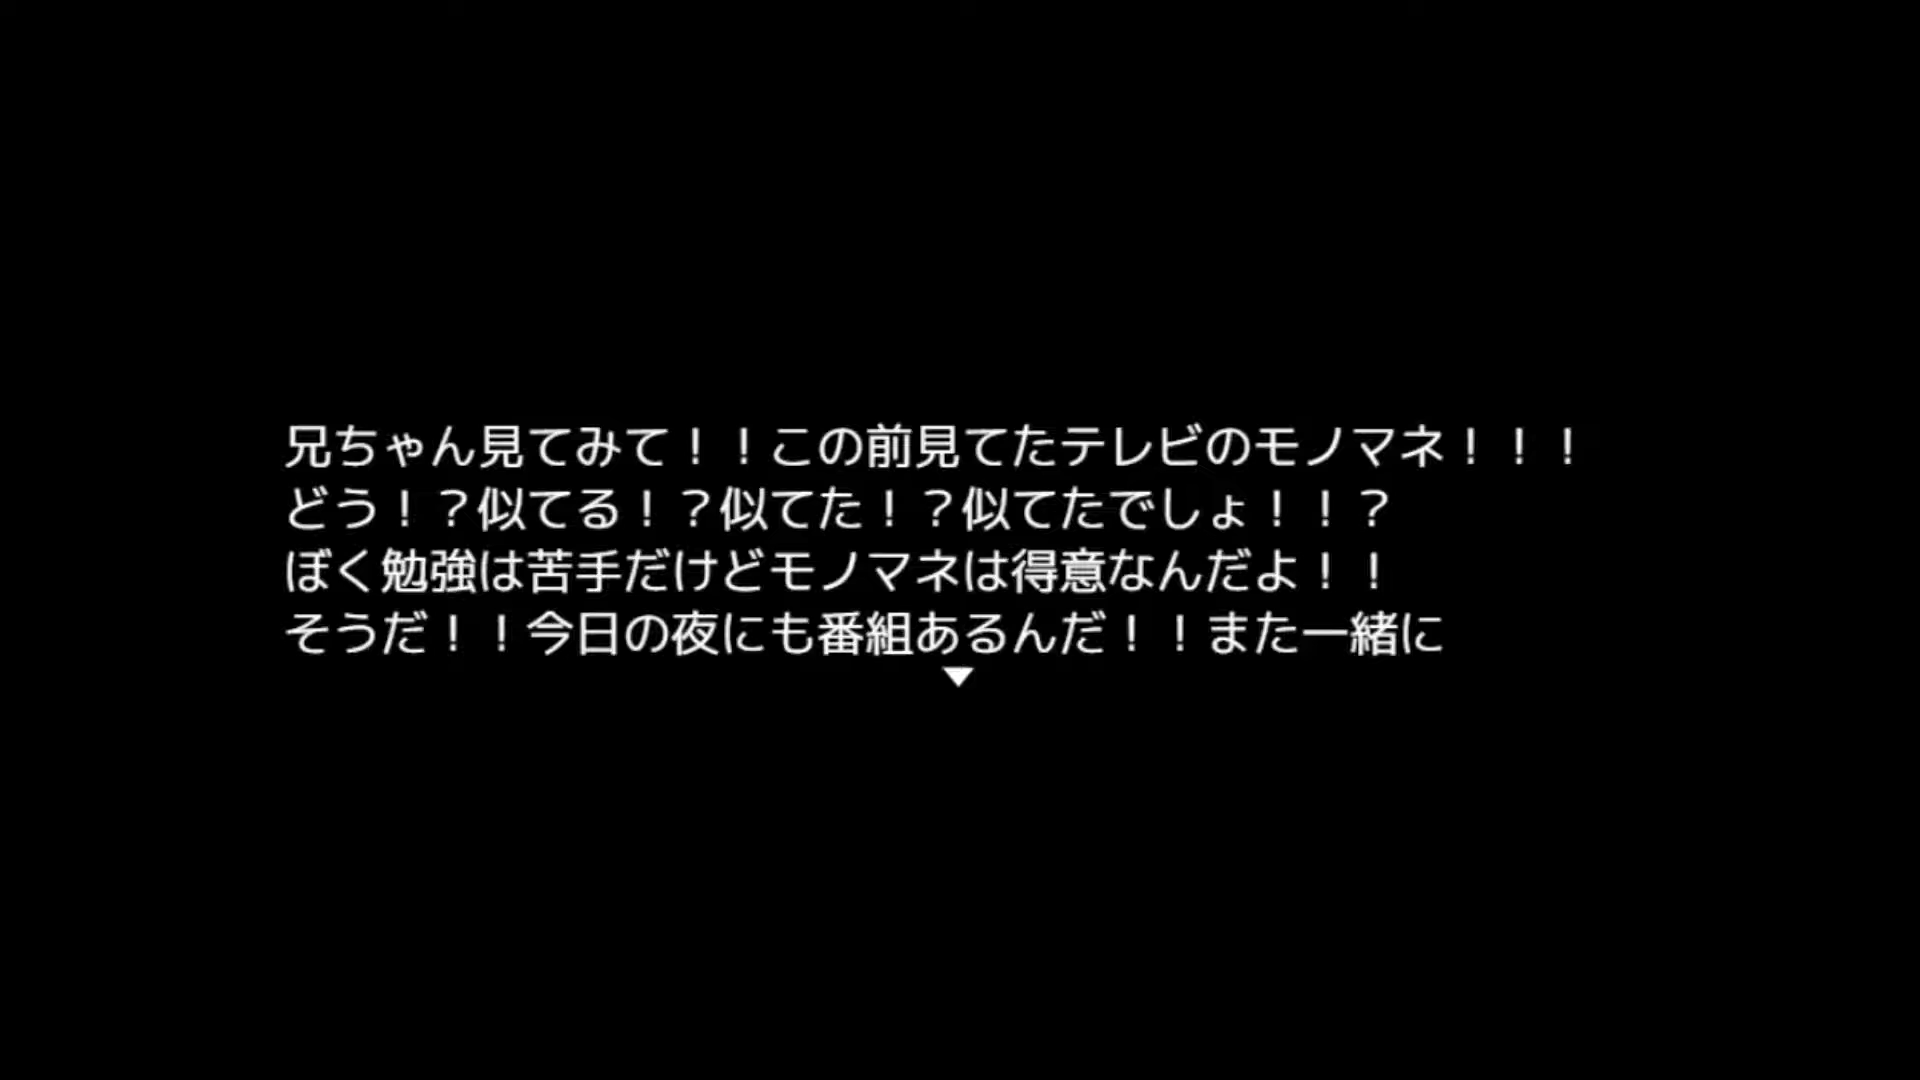 兄ちゃん見てみて！！この前見てたテレビのモノマネ！！！
どう！？似てる！？似てた！？似てたでしょ！！？
ぼく勉強は苦手だけどモノマネは得意なんだよ！！
そうだ！！今日の夜にも番組あるんだ！！また一緒に